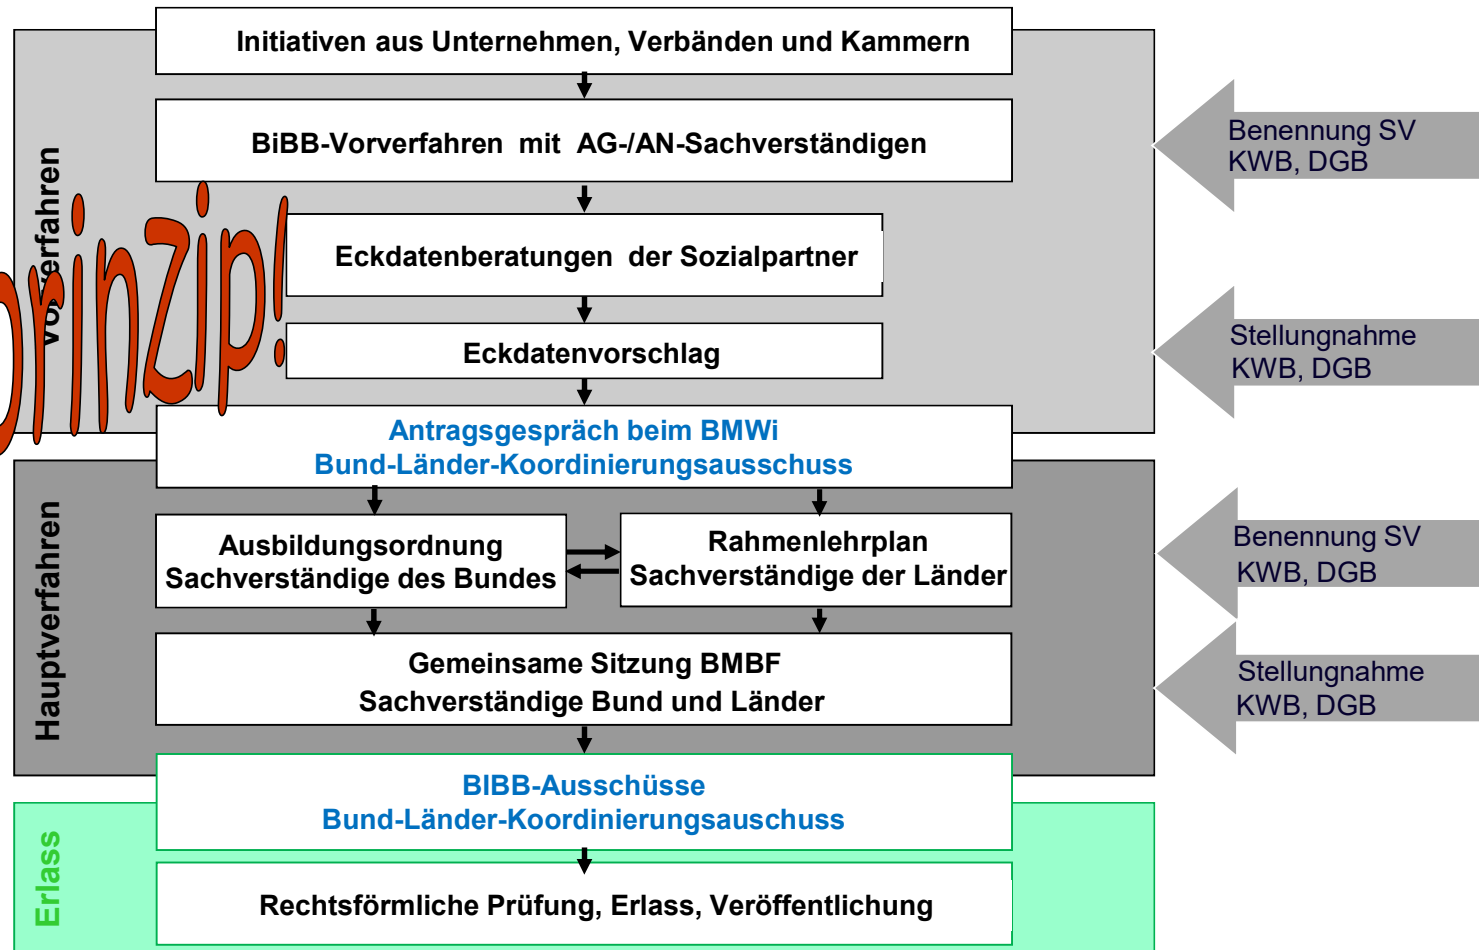 Initiativen aus Unternehmen, Verbänden und Kammern
Vorverfahren
BiBB-Vorverfahren mit AG-/AN-Sachverständigen
Benennung SV
KWB, DGB
prinzip!
Eckdatenberatungen der Sozialpartner
Eckdatenvorschlag
Stellungnahme
KWB, DGB
Antragsgespräch beim BMWi
Bund-Länder-Koordinierungsausschuss
Hauptverfahren
Ausbildungsordnung
Sachverständige des Bundes
Rahmenlehrplan
Sachverständige der Länder
Benennung SV
KWB, DGB
Gemeinsame Sitzung BMBF
Sachverständige Bund und Länder
Stellungnahme
KWB, DGB
BIBB-Ausschüsse
Bund-Länder-Koordinierungsauschuss
Erlass
Rechtsförmliche Prüfung, Erlass, Veröffentlichung